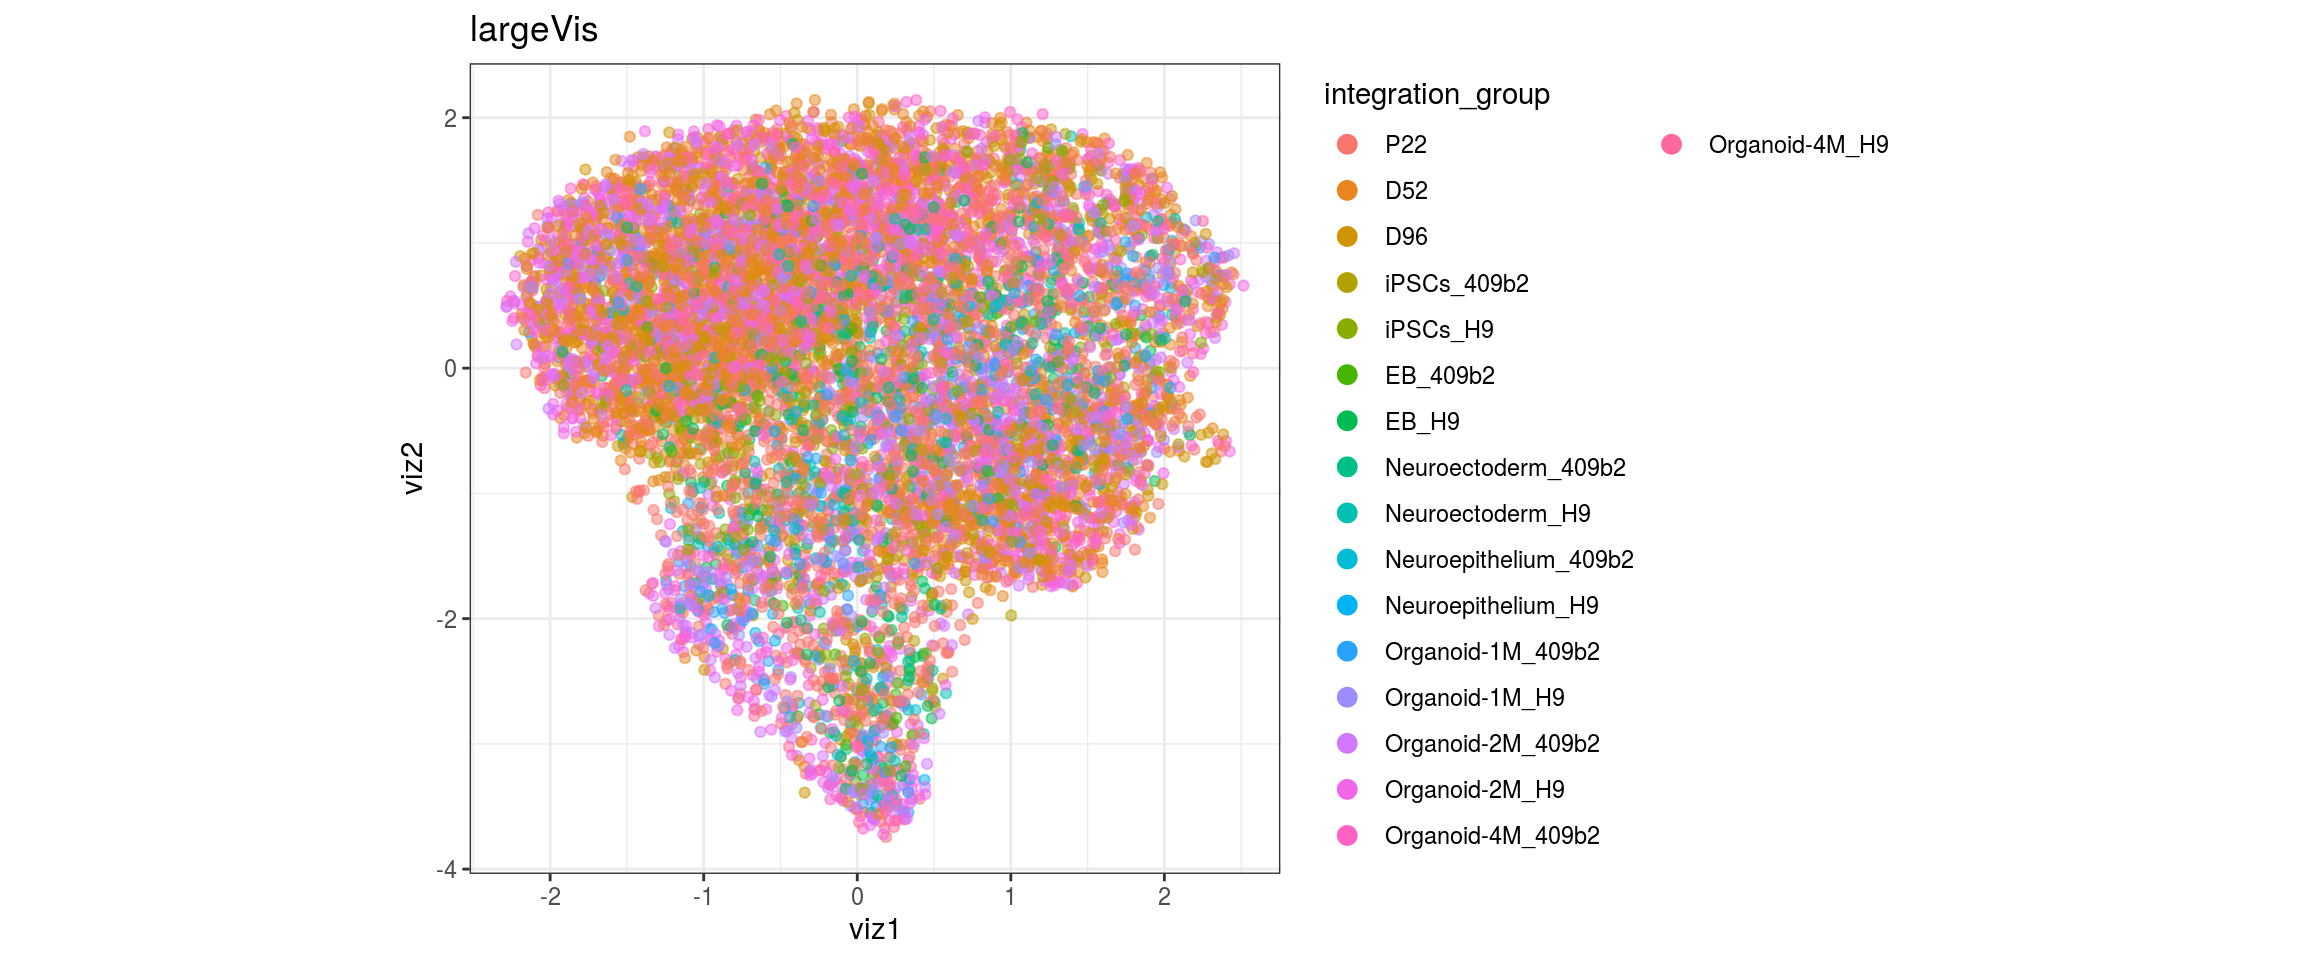 largeVis
integration_group
P22
D52
D96
iPSCs_409b2
iPSCs_H9
EB_409b2
EB_H9
Neuroectoderm_409b2
Neuroectoderm_H9
Neuroepithelium_409b2
Neuroepithelium_H9
Organoid-1M_409b2
Organoid-1M_H9
Organoid-2M_409b2
Organoid-2M_H9
Organoid-4M_409b2
Organoid-4M_H9
viz2
2
0
-2
-4
-2 -1 0 1 2
viz1